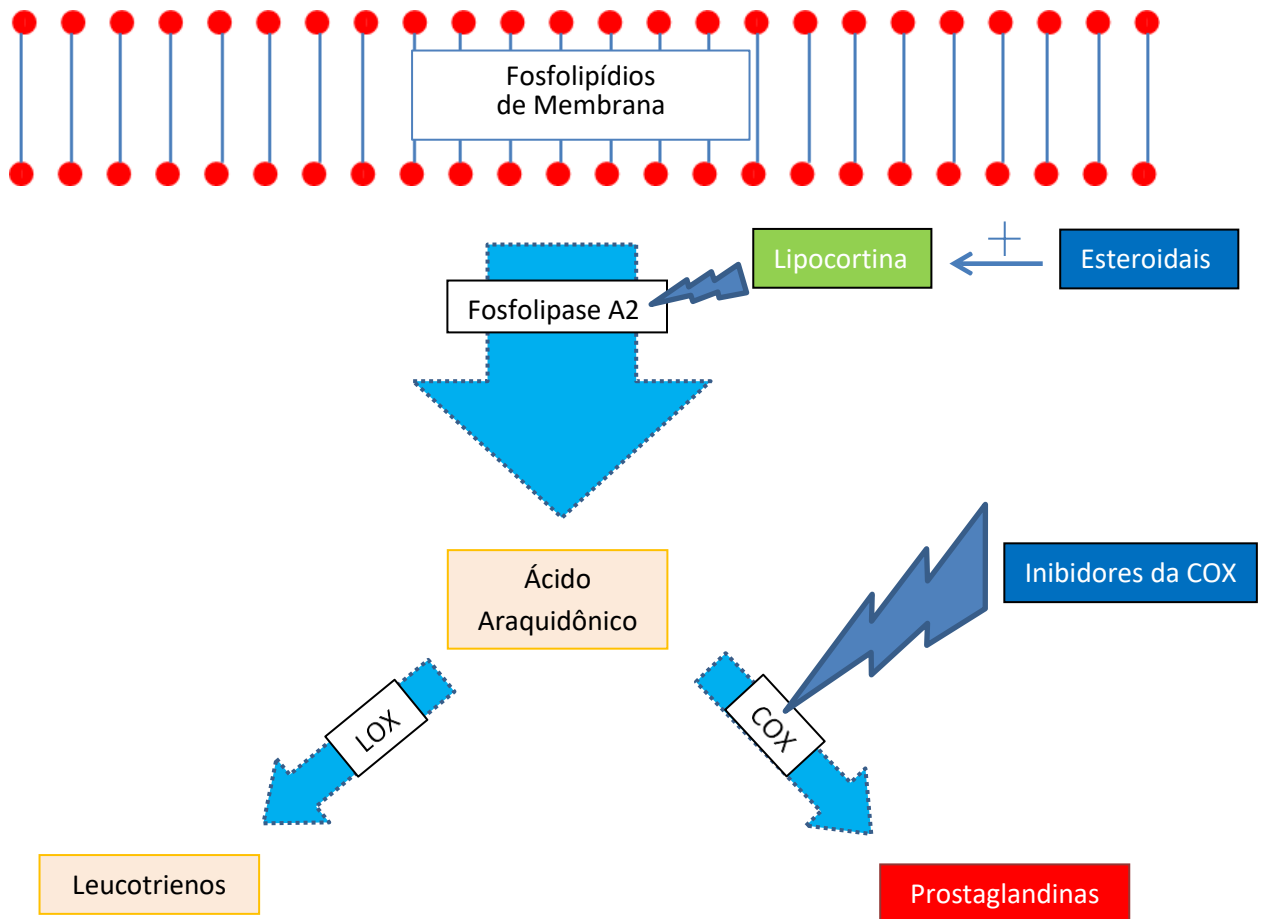 Fosfolipídios
de Membrana
Lipocortina
+
Esteroidais
Fosfolipase A2
Ácido
Araquidônico
Inibidores da COX
LOX
COX
Leucotrienos
Prostaglandinas